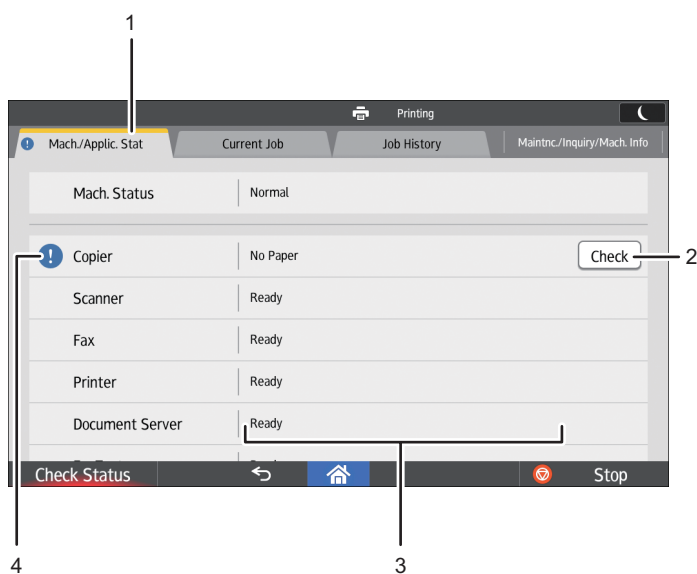 1
Printing
! Mach./Applic. Stat Current Job Job History Maintnc./Inquiry/Mach. Info
Mach. Status Normal
! Copier No Paper Check 2
Scanner Ready
Fax Ready
Printer Ready
Document Server Ready
Check Status Stop
4 3